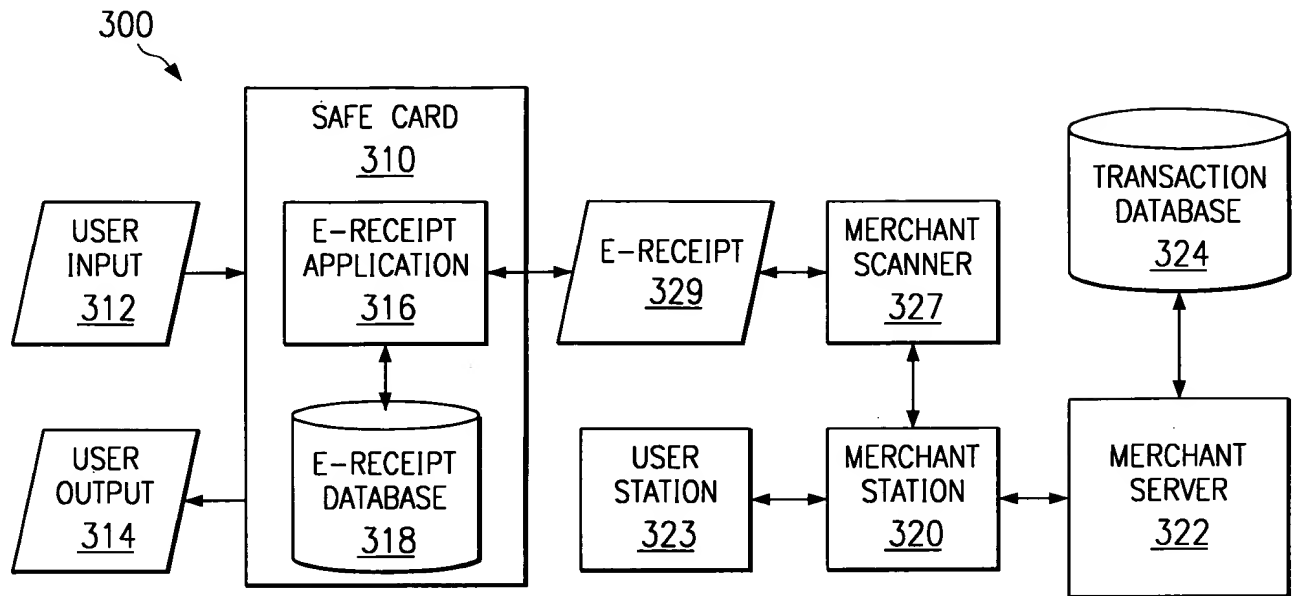 300
SAFE CARD
310
USER
INPUT
312
E-RECEIPT
APPLICATION
316
E-RECEIPT
329
MERCHANT
SCANNER
327
TRANSACTION
DATABASE
324
USER
OUTPUT
314
E-RECEIPT
DATABASE
318
USER
STATION
323
MERCHANT
STATION
320
MERCHANT
SERVER
322